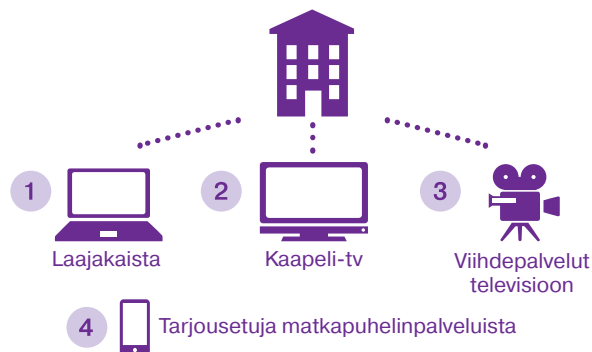 1
Laajakaista
2
Kaapeli-tv
3
Viihdepalvelut
televisioon
4
Tarjousetuja matkapuhelinpalveluista